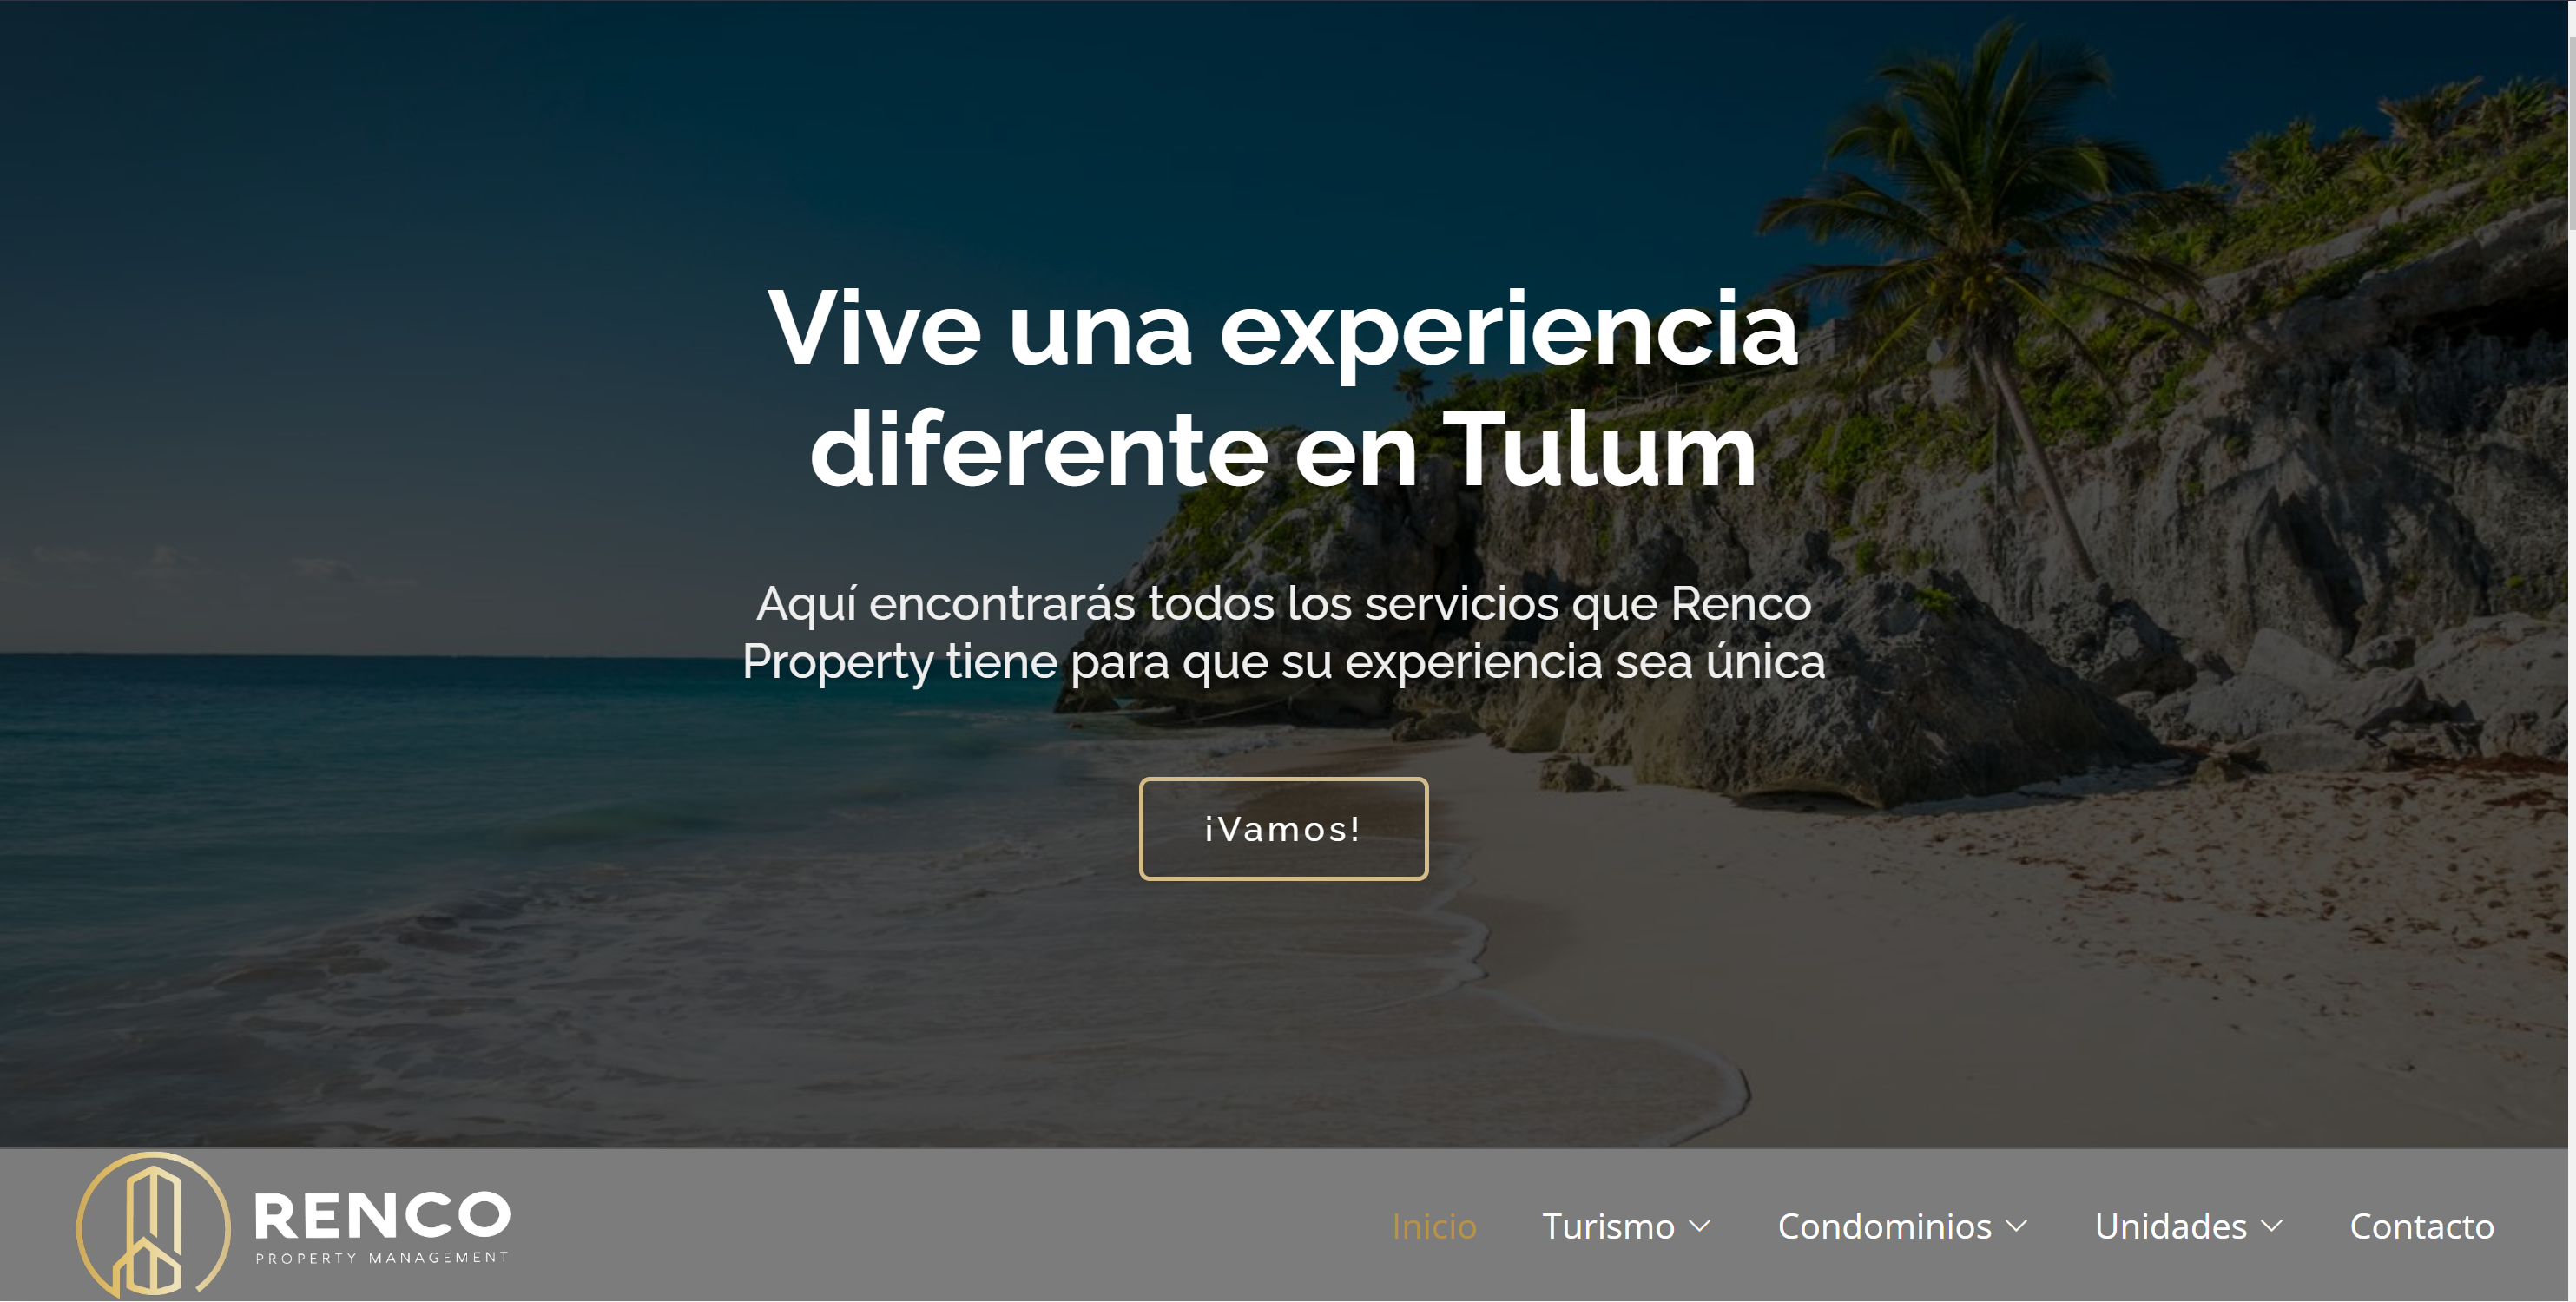 Vive una experiencia
diferente en Tulum
Aquí encontrarás todos los servicios que Renco
Property tiene para que su experiencia sea única
¡Vamos!
RENCO
PROPERTY MANAGEMENT
Inicio Turismo Condominios Unidades Contacto